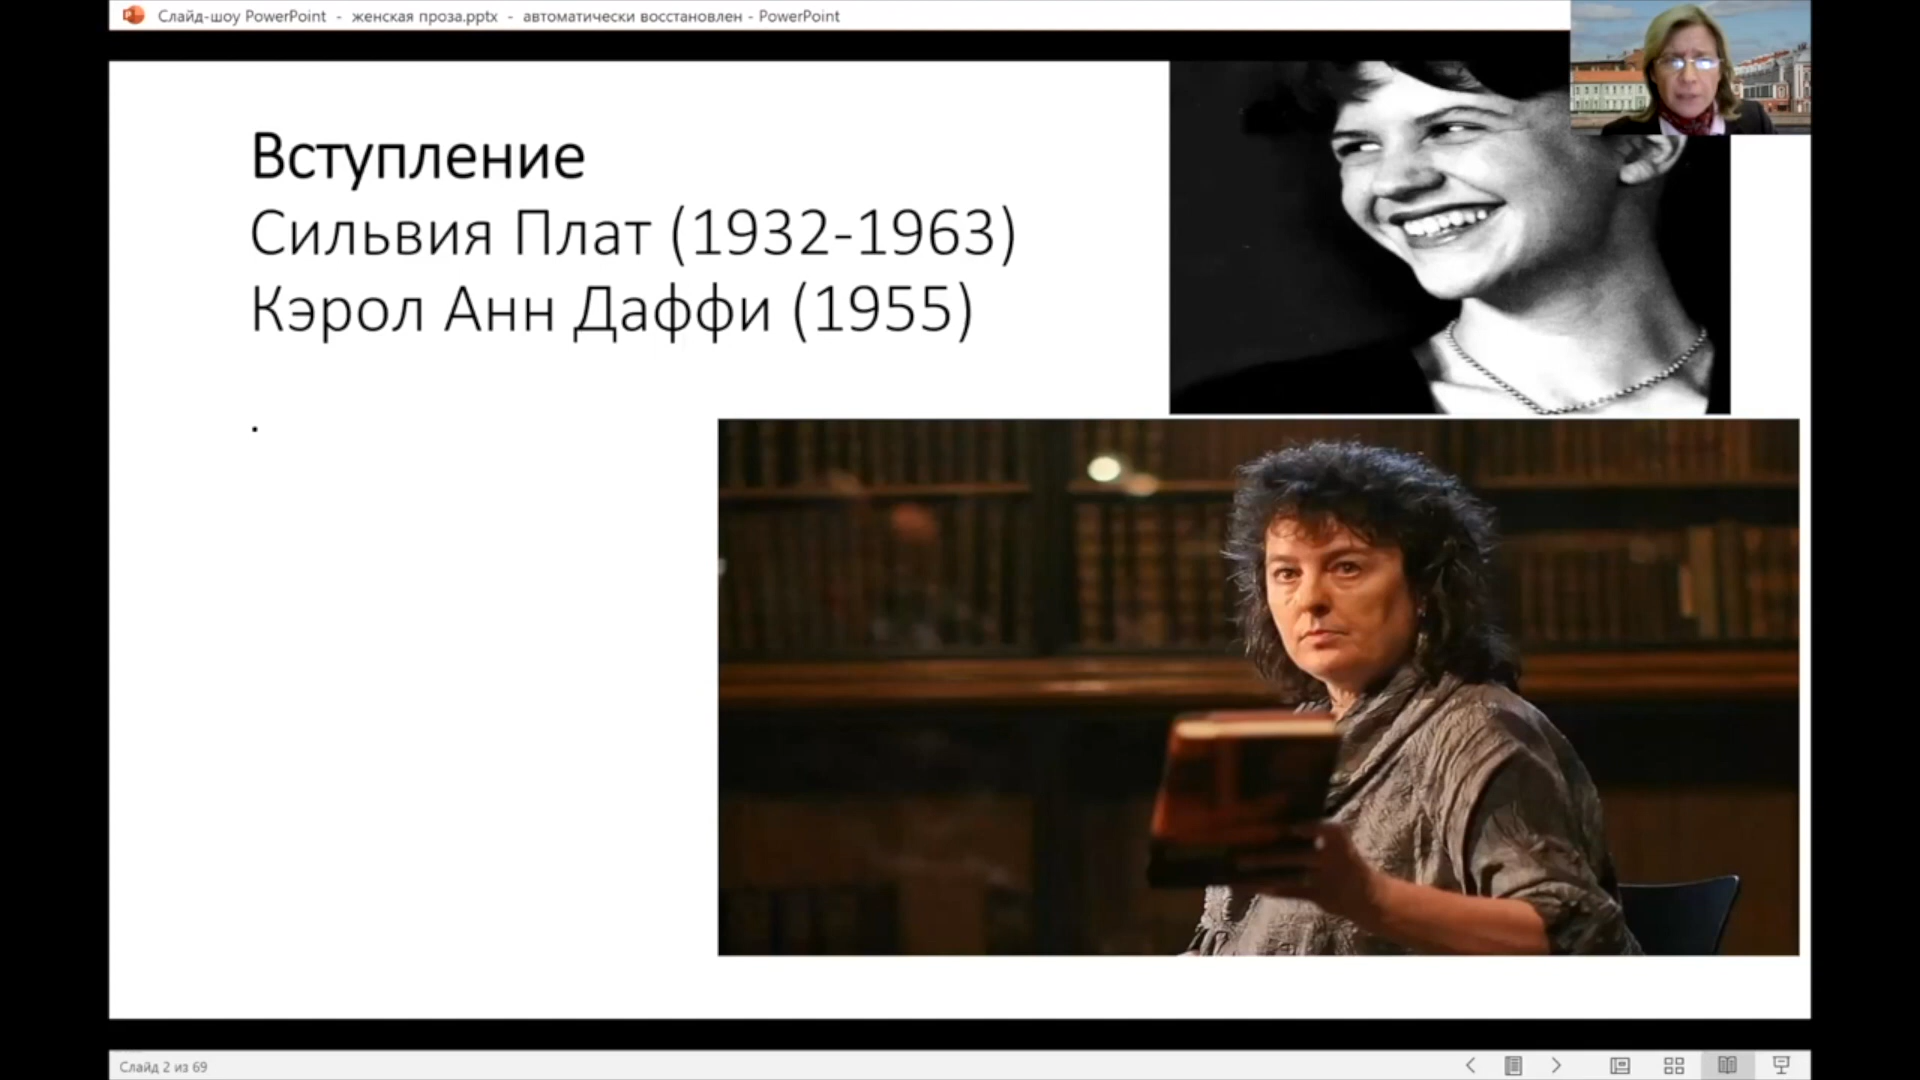 Слайд-шоу PowerPoint - женская проза.pptx - автоматически восстановлен - PowerPoint
Вступление
Сильвия Плат (1932-1963)
Кэрол Анн Даффи (1955)
.
Слайд 2 из 69